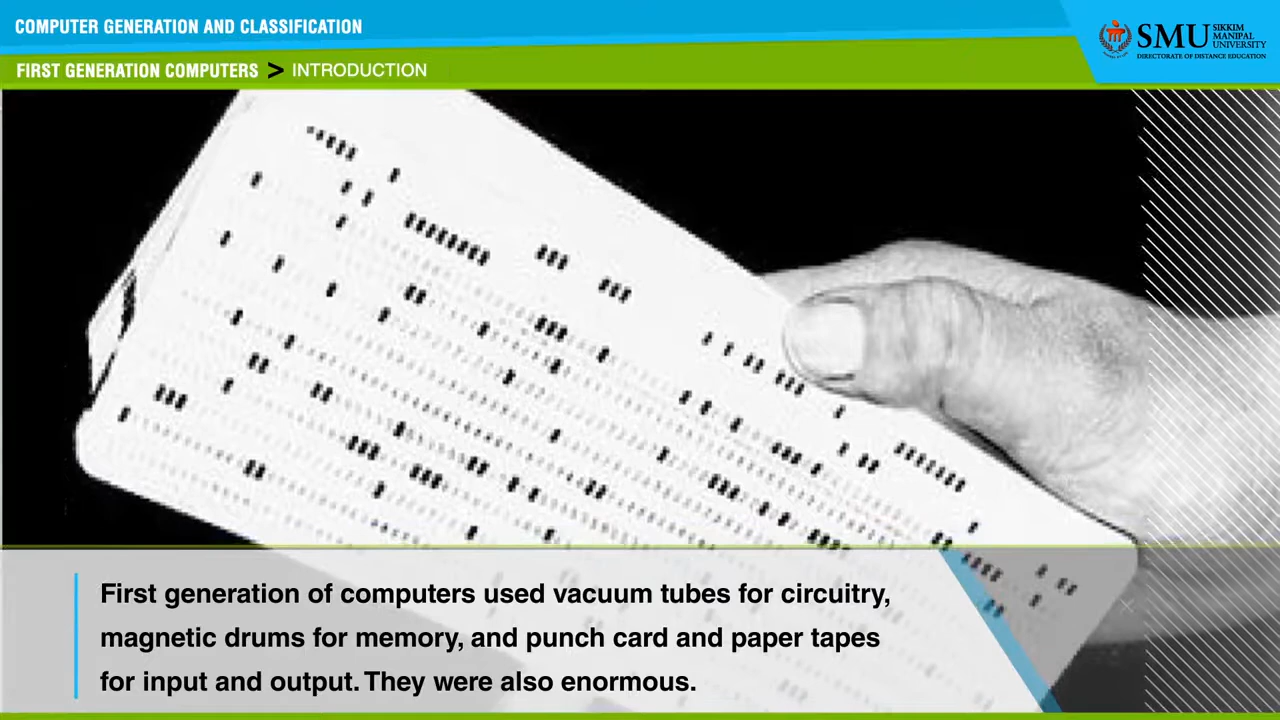 COMPUTER GENERATION AND CLASSIFICATION
FIRST GENERATION COMPUTERS > INTRODUCTION
SMU SIKKIM
MANIPAL
UNIVERSITY
DIRECTORATE OF DISTANCE EDUCATION
First generation of computers used vacuum tubes for circuitry,
magnetic drums for memory, and punch card and paper tapes
for input and output. They were also enormous.